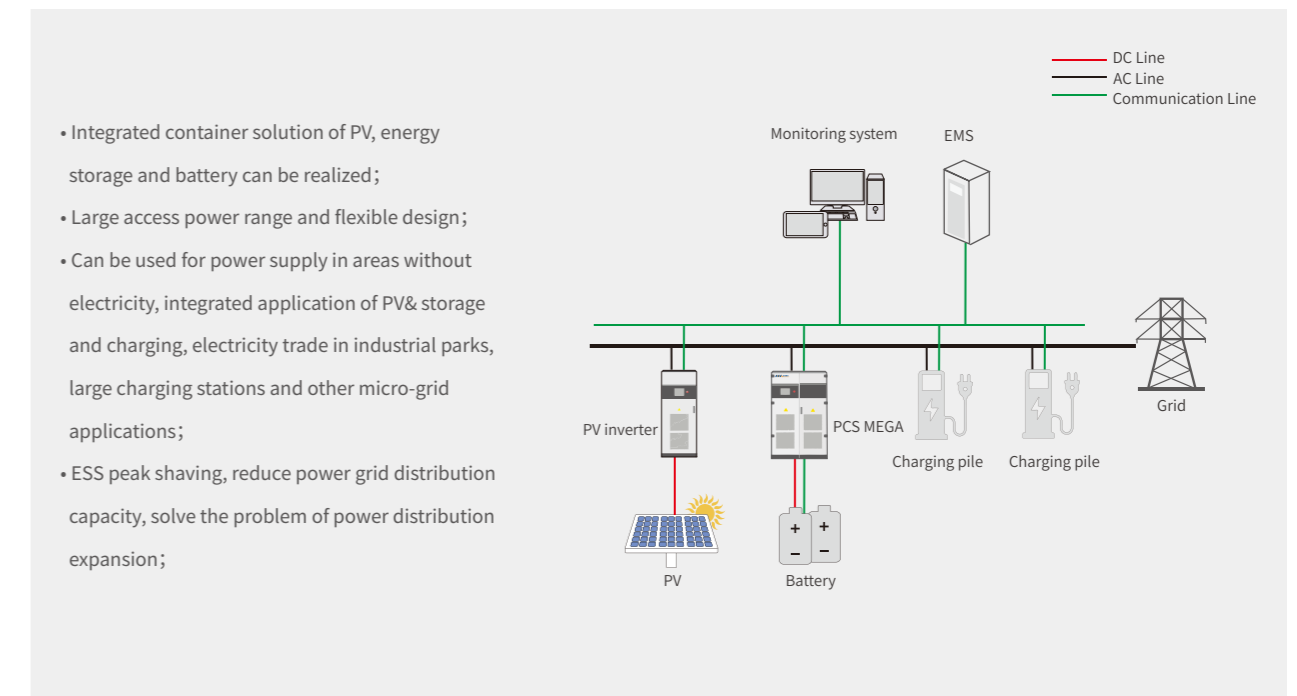 • Integrated container solution of PV, energy
storage and battery can be realized；
• Large access power range and flexible design；
• Can be used for power supply in areas without
electricity, integrated application of PV& storage
and charging, electricity trade in industrial parks,
large charging stations and other micro-grid
applications；
• ESS peak shaving, reduce power grid distribution
capacity, solve the problem of power distribution
expansion；
DC Line
AC Line
Communication Line
Monitoring system
EMS
Grid
PV inverter
PCS MEGA
Charging pile
Charging pile
PV
Battery